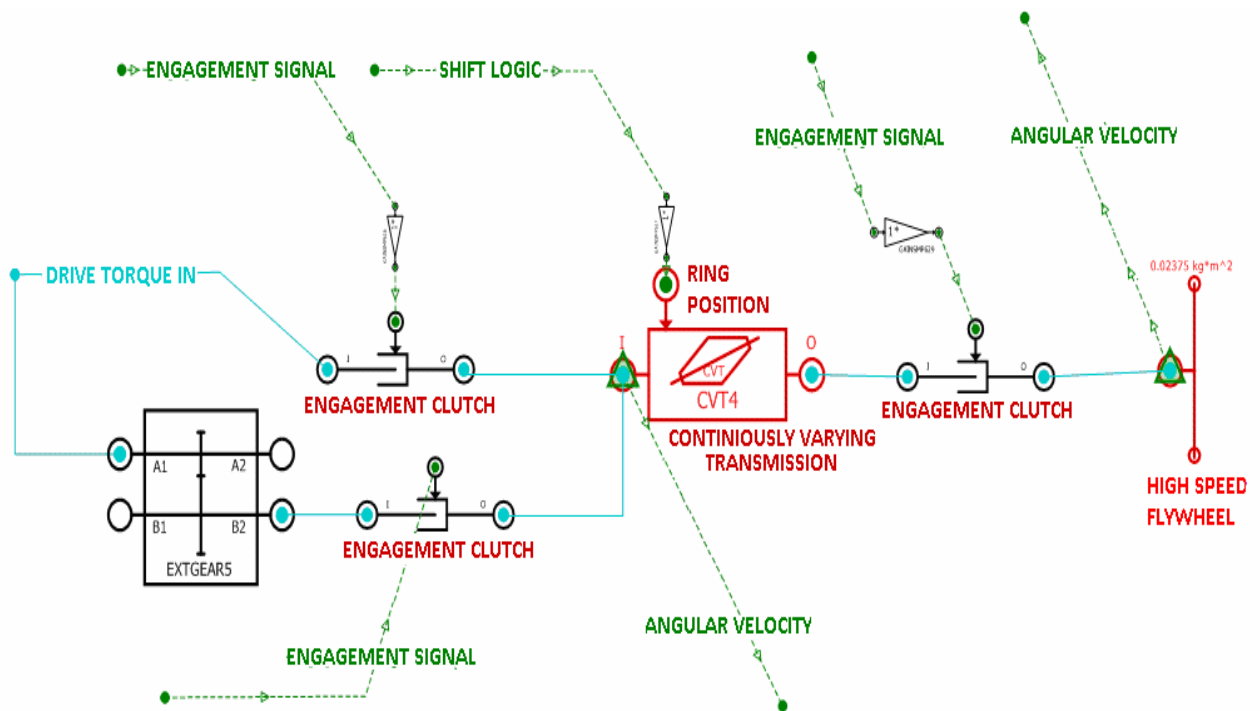 ENGAGEMENT SIGNAL
SHIFT LOGIC
ENGAGEMENT SIGNAL
ANGULAR VELOCITY
1*
DRIVE TORQUE IN
RING
POSITION
0.02375 kg*m^2
I
O
I
O
I
O
CVT
CVT4
ENGAGEMENT CLUTCH
ENGAGEMENT CLUTCH
CONTINIOUSLY VARYING
TRANSMISSION
A1
A2
B1
B2
I
O
EXTGEAR5
ENGAGEMENT CLUTCH
HIGH SPEED
FLYWHEEL
ANGULAR VELOCITY
ENGAGEMENT SIGNAL